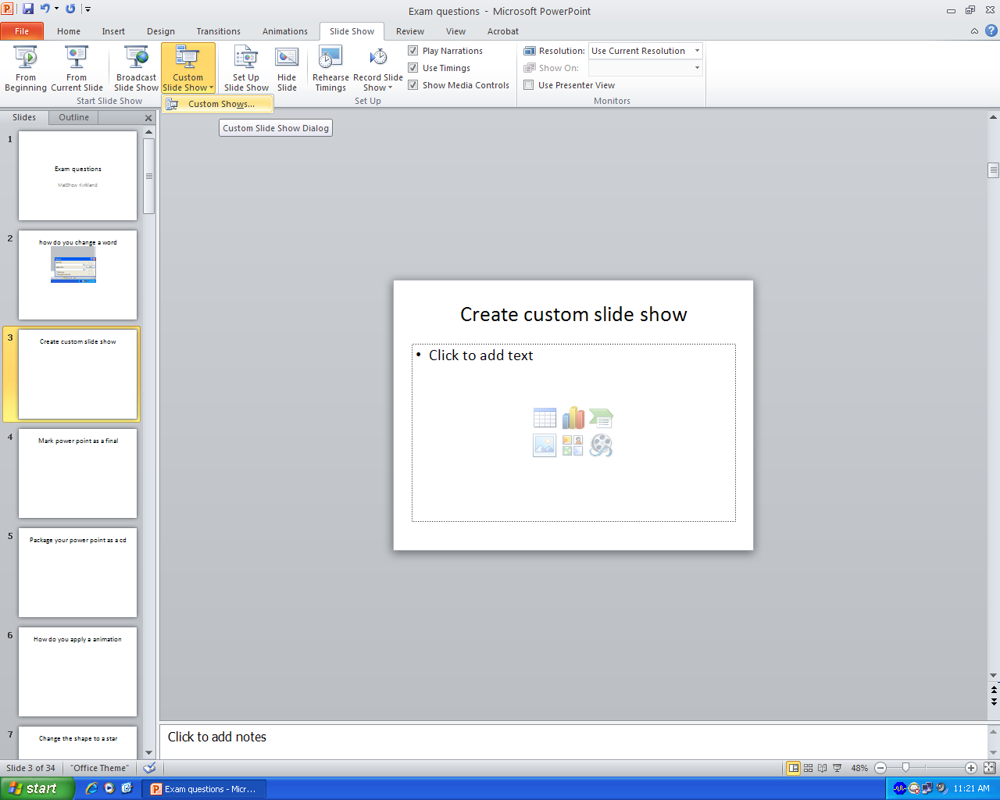 Exam questions - Microsoft PowerPoint
File Home Insert Design Transitions Animations Slide Show Review View Acrobat
From Beginning
From Current Slide
Broadcast Slide Show
Custom Slide Show
Set Up Slide Show
Hide Slide
Rehearse Timings
Record Slide Show
Play Narrations
Use Timings
Show Media Controls
Resolution: Use Current Resolution
Show On:
Use Presenter View
Start Slide Show
Set Up
Monitors
Custom Shows...
Custom Slide Show Dialog
Slides Outline
1
Exam questions
Matthew Kirkland
2
how do you change a word
3
Create custom slide show
4
Mark power point as a final
5
Package your power point as a cd
6
How do you apply a animation
7
Change the shape to a star
Create custom slide show
• Click to add text
Click to add notes
Slide 3 of 34 "Office Theme" 48%
start Exam questions - Micr... 11:21 AM